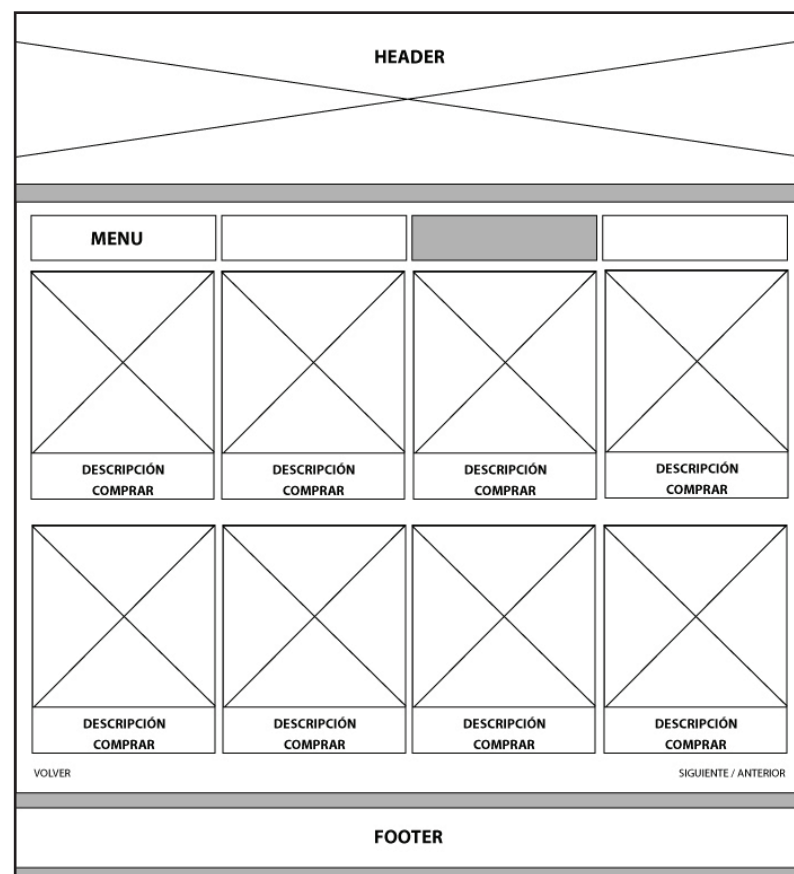 HEADER
MENU
DESCRIPCIÓN
COMPRAR
DESCRIPCIÓN
COMPRAR
DESCRIPCIÓN
COMPRAR
DESCRIPCIÓN
COMPRAR
DESCRIPCIÓN
COMPRAR
DESCRIPCIÓN
COMPRAR
DESCRIPCIÓN
COMPRAR
DESCRIPCIÓN
COMPRAR
VOLVER
SIGUIENTE / ANTERIOR
FOOTER